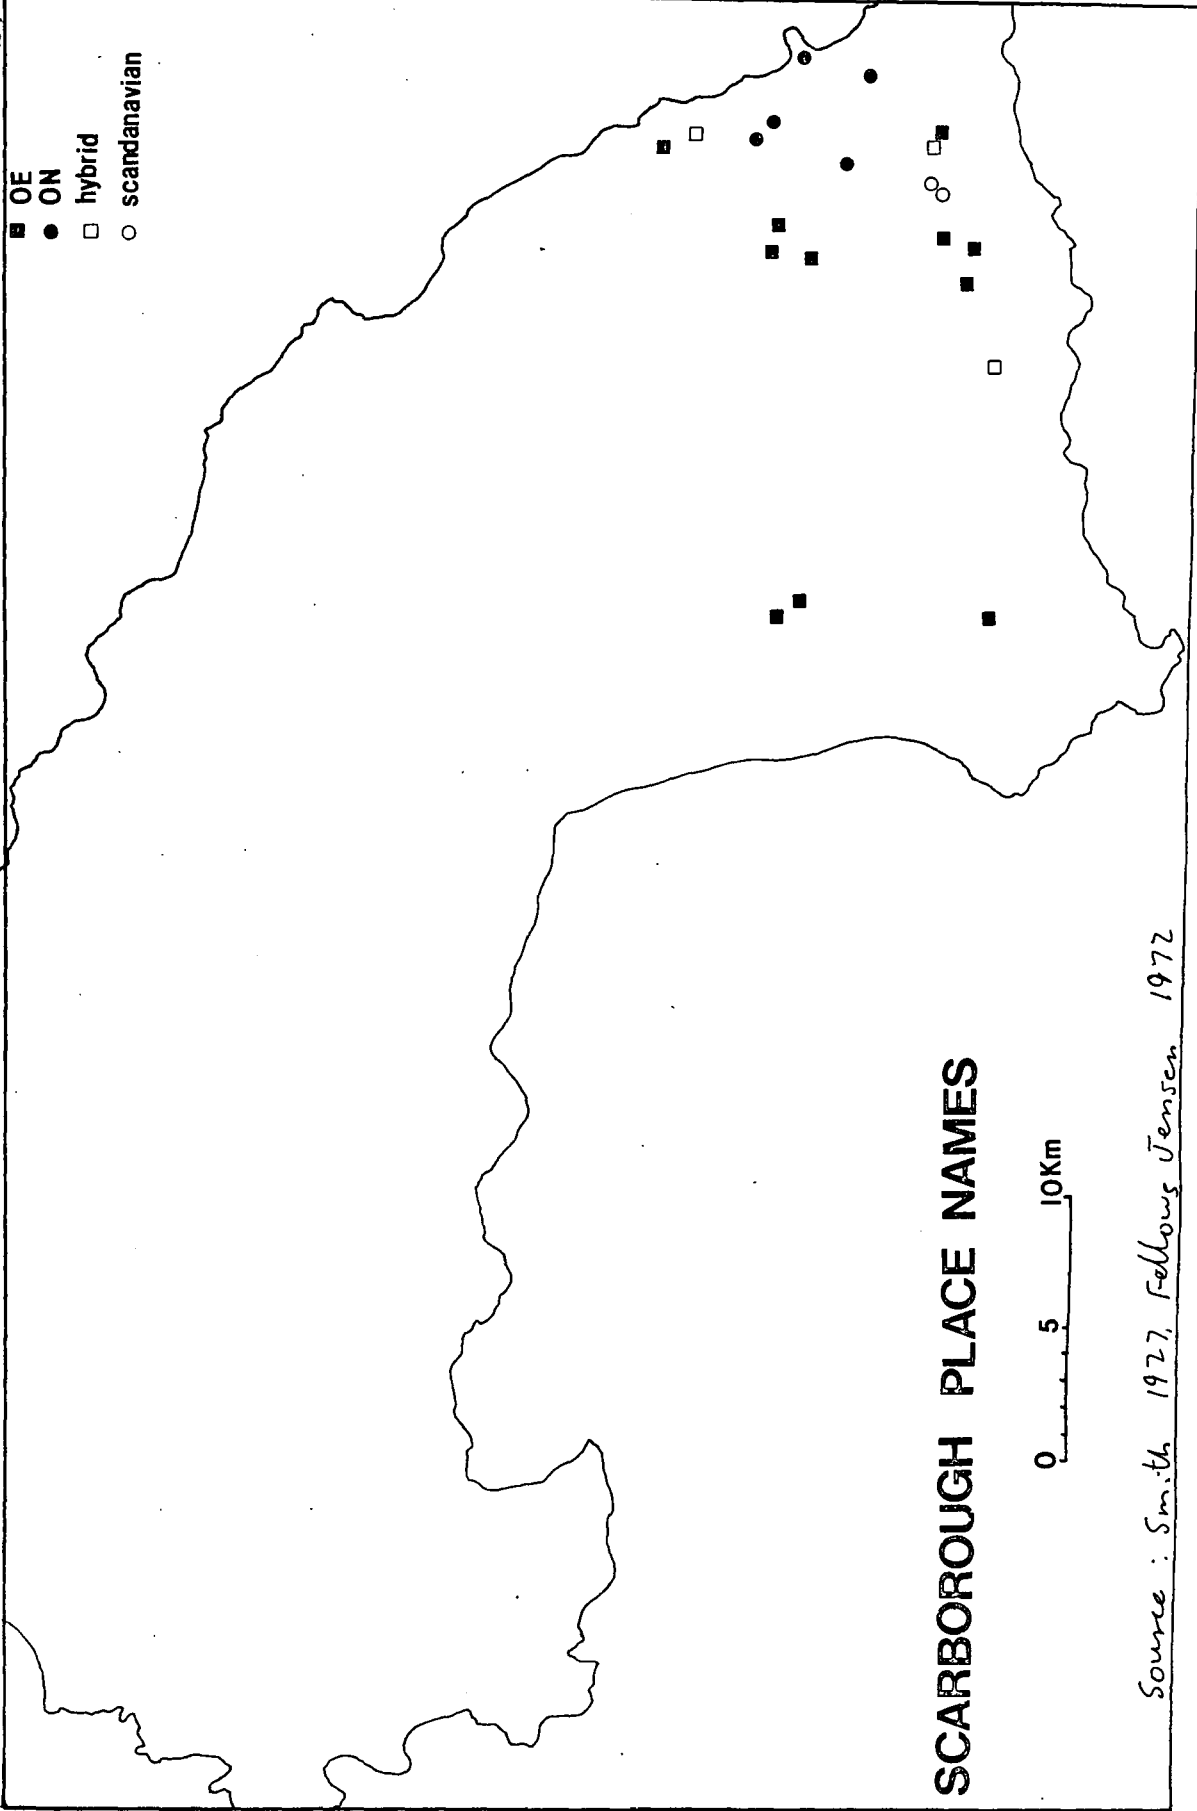 OE
ON
hybrid
scandanavian
SCARBOROUGH PLACE NAMES
0 5 10Km
Source : Smith 1927, Fellows Jensen 1972